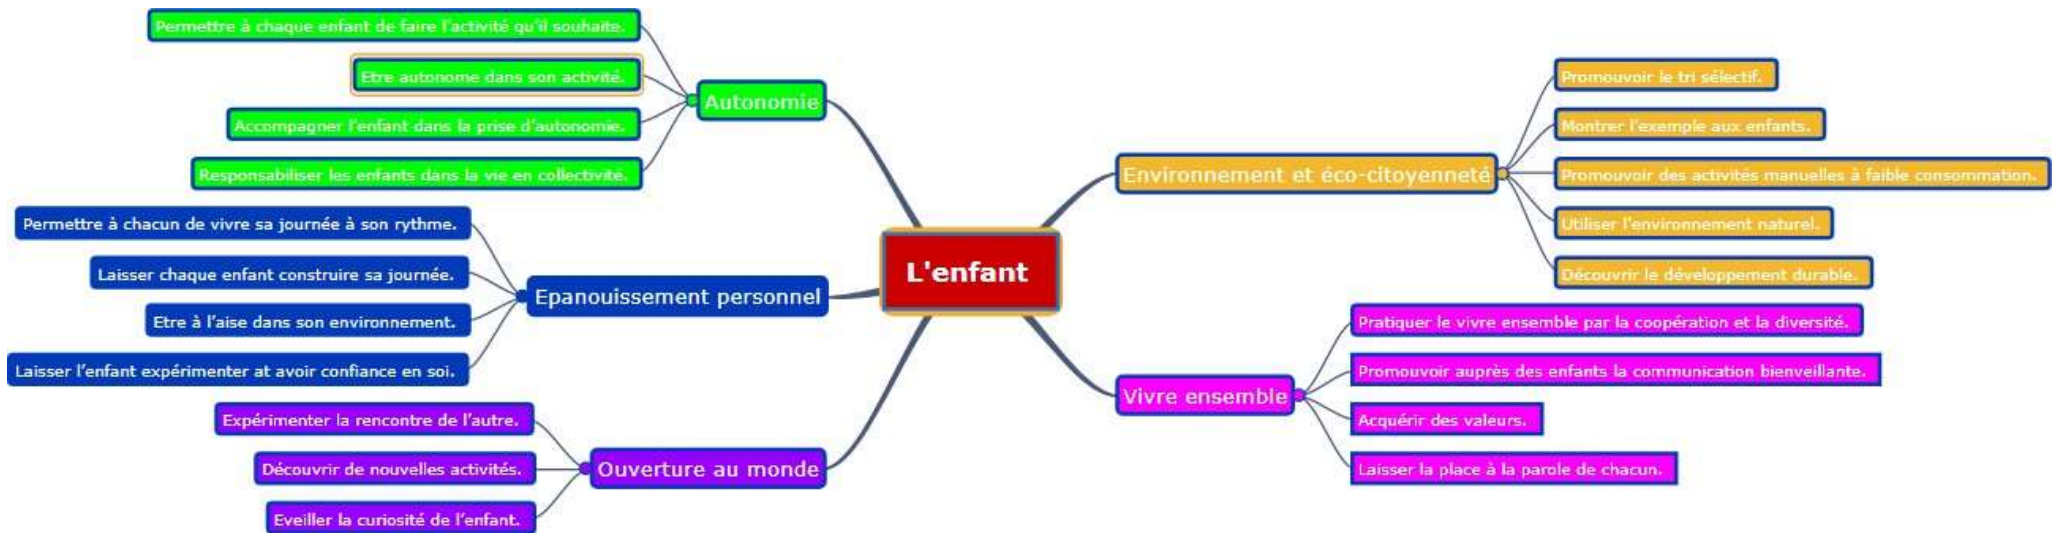 Permettre à chaque enfant de faire l'activité qu'il souhaite.
Etre autonome dans son activité.
Accompagner l'enfant dans la prise d'autonomie.
Responsabiliser les enfants dans la vie en collectivité.
Autonomie
Permettre à chacun de vivre sa journée à son rythme.
Laisser chaque enfant construire sa journée.
Etre à l'aise dans son environnement.
Laisser l'enfant expérimenter at avoir confiance en soi.
Epanouissement personnel
Expérimenter la rencontre de l'autre.
Découvrir de nouvelles activités.
Eveiller la curiosité de l'enfant.
Ouverture au monde
L'enfant
Environnement et éco-citoyenneté
Promouvoir le tri sélectif.
Montrer l'exemple aux enfants.
Promouvoir des activités manuelles à faible consommation.
Utiliser l'environnement naturel.
Découvrir le développement durable.
Vivre ensemble
Pratiquer le vivre ensemble par la coopération et la diversité.
Promouvoir auprès des enfants la communication bienveillante.
Acquérir des valeurs.
Laisser la place à la parole de chacun.